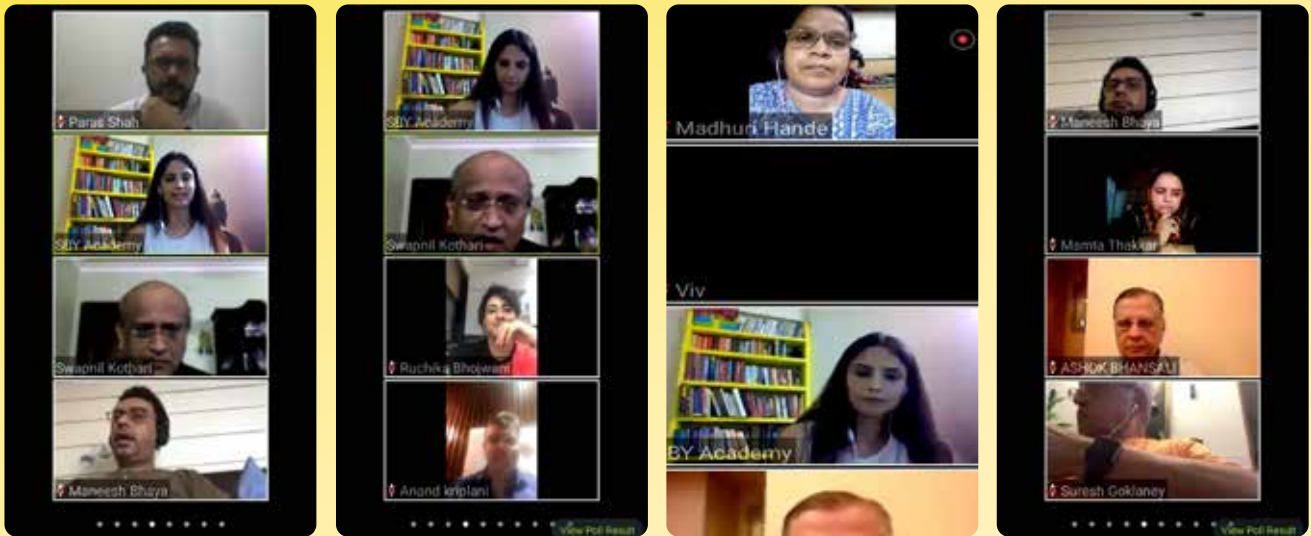 Paras Shah
SBY Academy
Swapnil Kothari
Maneesh Bhaya
SBY Academy
Swapnil Kothari
Ruchika Bhojwani
Anand kriplani
View Poll Result
Madhuri Hande
Viv
BY Academy
Maneesh Bhaya
Mamta Thakkar
ASHOK BHANSALI
Suresh Goklaney
View Poll Result